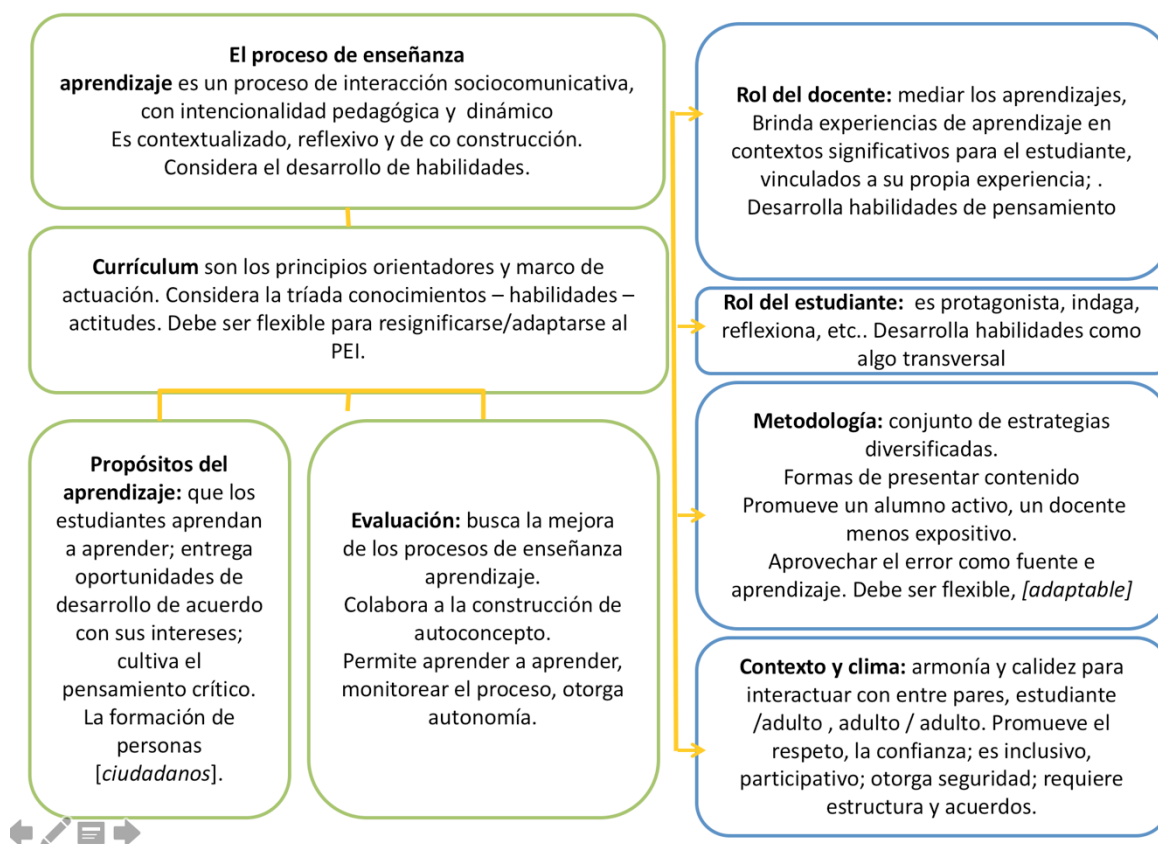 El proceso de enseñanza
aprendizaje es un proceso de interacción sociocomunicativa,
con intencionalidad pedagógica y  dinámico
Es contextualizado, reflexivo y de co construcción.
Considera el desarrollo de habilidades.
Currículum son los principios orientadores y marco de
actuación. Considera la tríada conocimientos – habilidades –
actitudes. Debe ser flexible para resignificarse/adaptarse al
PEI.
Propósitos del
aprendizaje: que los
estudiantes aprendan
a aprender; entrega
oportunidades de
desarrollo de acuerdo
con sus intereses;
cultiva el
pensamiento crítico.
La formación de
personas
[ciudadanos].
Evaluación: busca la mejora
de los procesos de enseñanza
aprendizaje.
Colabora a la construcción de
autoconcepto.
Permite aprender a aprender,
monitorear el proceso, otorga
autonomía.
Rol del docente: mediar los aprendizajes,
Brinda experiencias de aprendizaje en
contextos significativos para el estudiante,
vinculados a su propia experiencia; .
Desarrolla habilidades de pensamiento
Rol del estudiante:  es protagonista, indaga,
reflexiona, etc.. Desarrolla habilidades como
algo transversal
Metodología: conjunto de estrategias
diversificadas.
Formas de presentar contenido
Promueve un alumno activo, un docente
menos expositivo.
Aprovechar el error como fuente e
aprendizaje. Debe ser flexible, [adaptable]
Contexto y clima: armonía y calidez para
interactuar con entre pares, estudiante
/adulto , adulto / adulto. Promueve el
respeto, la confianza; es inclusivo,
participativo; otorga seguridad; requiere
estructura y acuerdos.